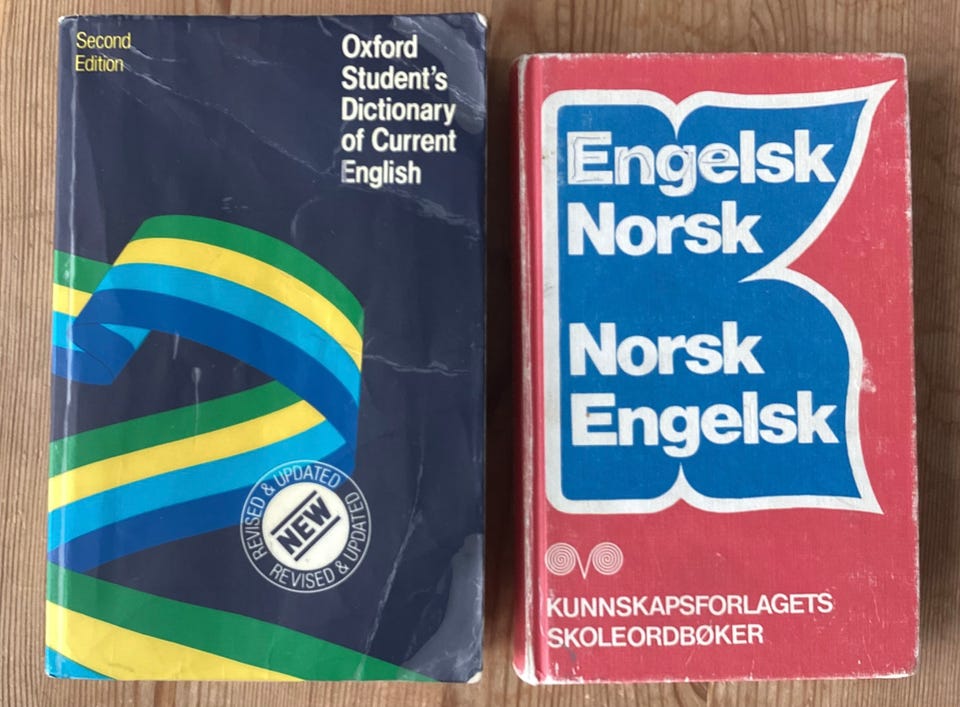 Second
Edition
Oxford
Student's
Dictionary
of Current
English
REVISED & UPDATED
NEW
REVISED & UPDATED
Engelsk
Norsk
Norsk
Engelsk
KUNNSKAPSFORLAGETS
SKOLEORDBØKER